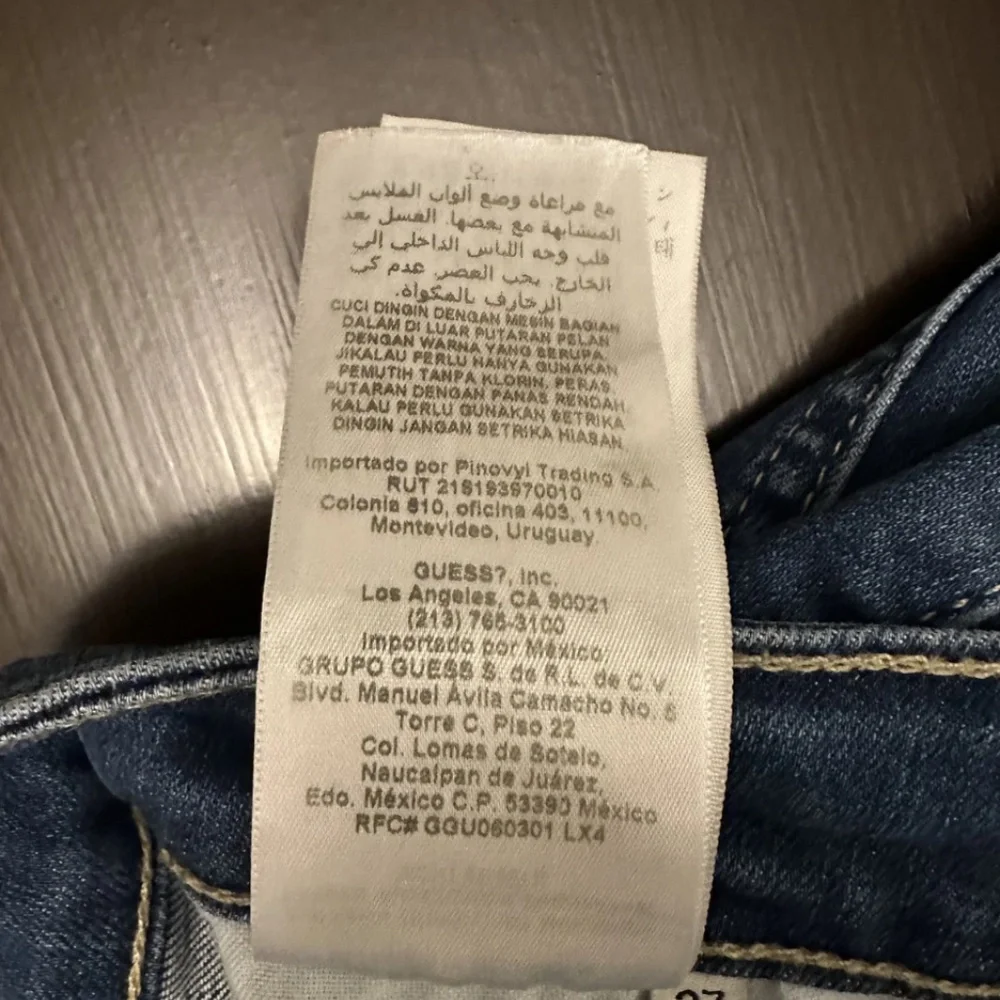 مع مراعاة وضع ألوان الملابس
المتشابهة مع بعضها. الغسل بعد
قلب وجه اللباس الداخلي إلي
الخارج. يجب العصر. عدم كي
الزخارف بالمكواة.
CUCI DINGIN DENGAN MESIN BAGIAN
DALAM DI LUAR PUTARAN PELAN
DENGAN WARNA YANG SERUPA.
JIKALAU PERLU HANYA GUNAKAN
PEMUTIH TANPA KLORIN. PERAS
PUTARAN DENGAN PANAS RENDAH.
KALAU PERLU GUNAKAN SETRIKA
DINGIN JANGAN SETRIKA HIASAN
Importado por Pinovyl Trading S.A.
RUT 218193970010
Colonia 810, oficina 403, 11100,
Montevideo, Uruguay.
GUESS?, Inc.
Los Angeles, CA 90021
(213) 765-3100
Importado por México,
GRUPO GUESS S. de R.L. de C.V.
Blvd. Manuel Ávila Camacho No. 5
Torre C, Piso 22
Col. Lomas de Sotelo,
Naucalpan de Juárez,
Edo. México C.P. 53390 México
RFC# GGU060301 LX4
27